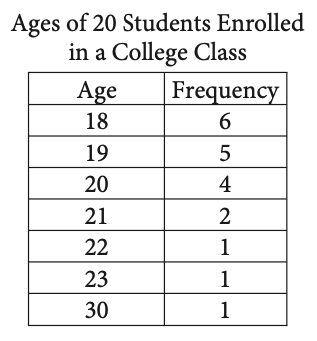 Ages of 20 Students Enrolled
in a College Class
Age Frequency
18 6
19 5
20 4
21 2
22 1
23 1
30 1